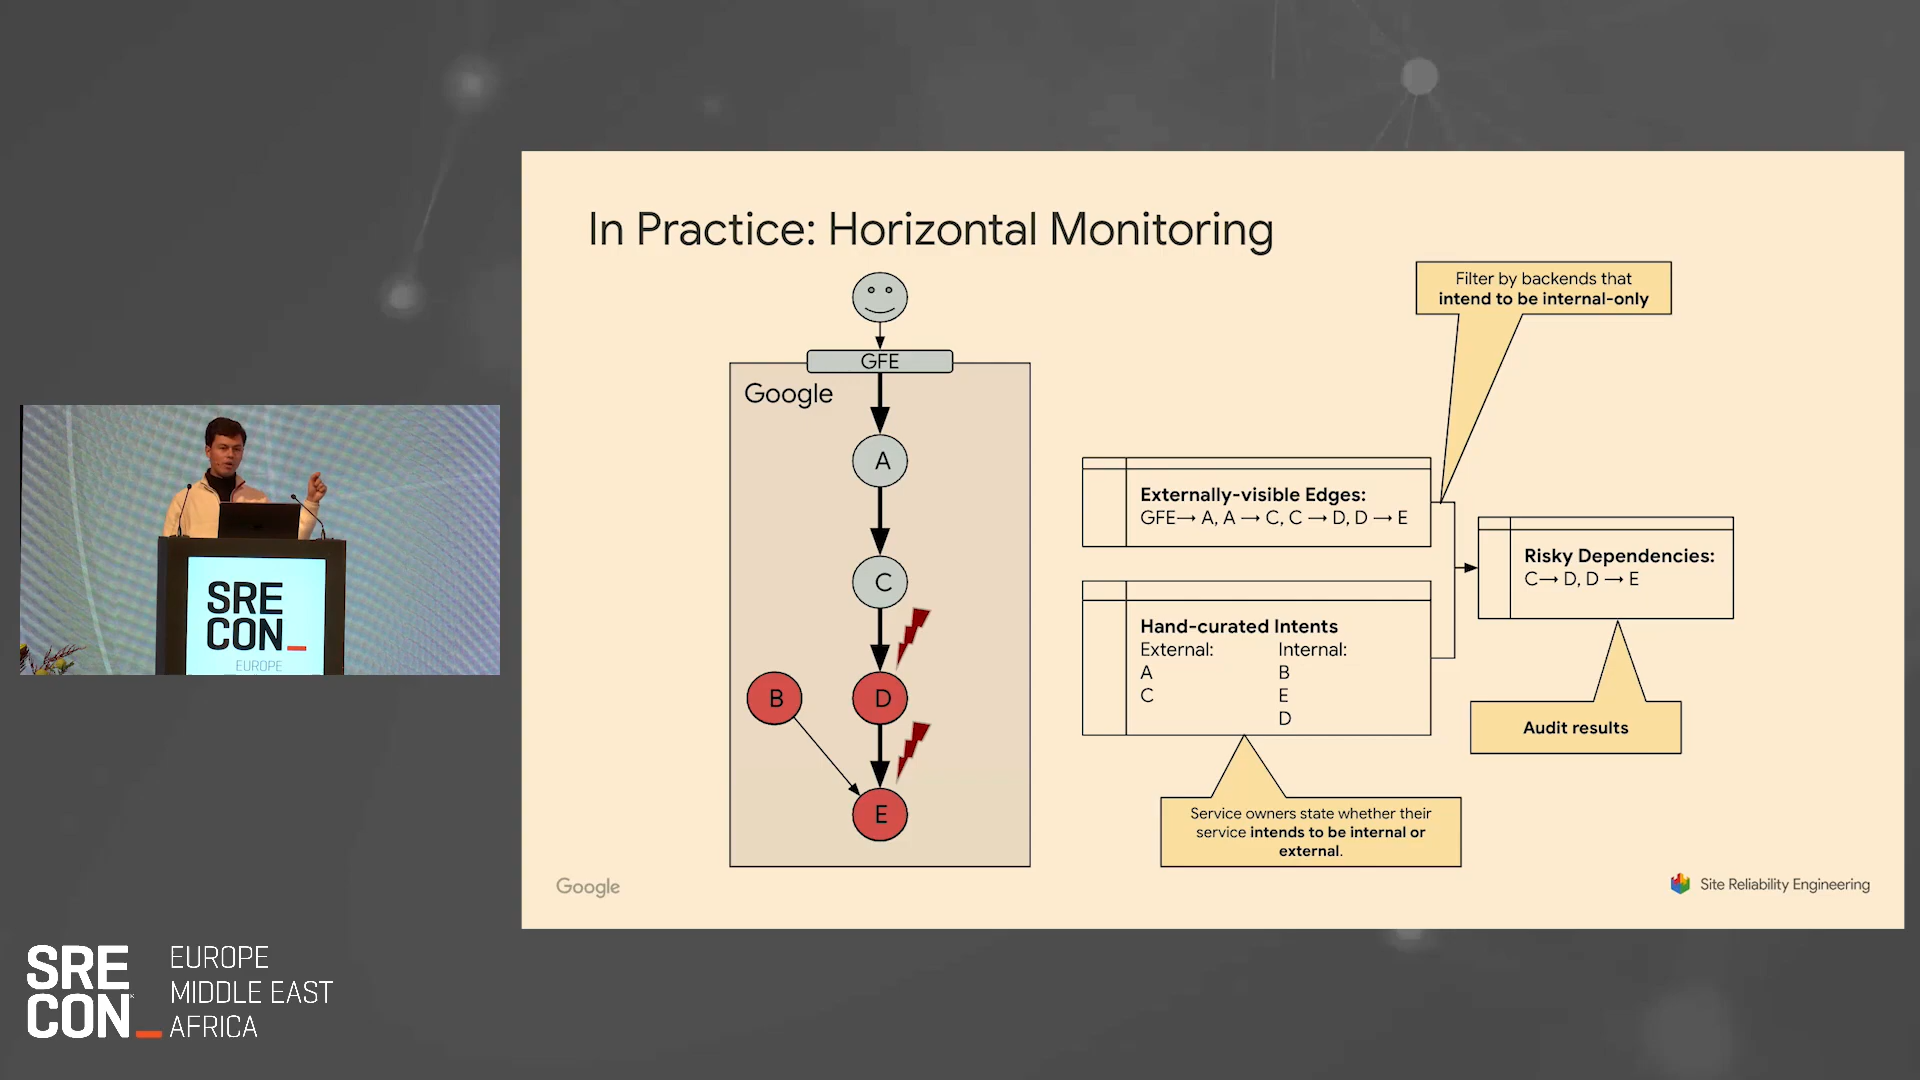 In Practice: Horizontal Monitoring
GFE
Google
A
C
B
D
E
Filter by backends that
intend to be internal-only
Externally-visible Edges:
GFE→ A, A → C, C → D, D → E
Hand-curated Intents
External: Internal:
A B
C E
D
Risky Dependencies:
C→ D, D → E
Audit results
Service owners state whether their
service intends to be internal or
external.
Google
Site Reliability Engineering
SRE
CON_
EUROPE
SRE
CON_
EUROPE
MIDDLE EAST
AFRICA